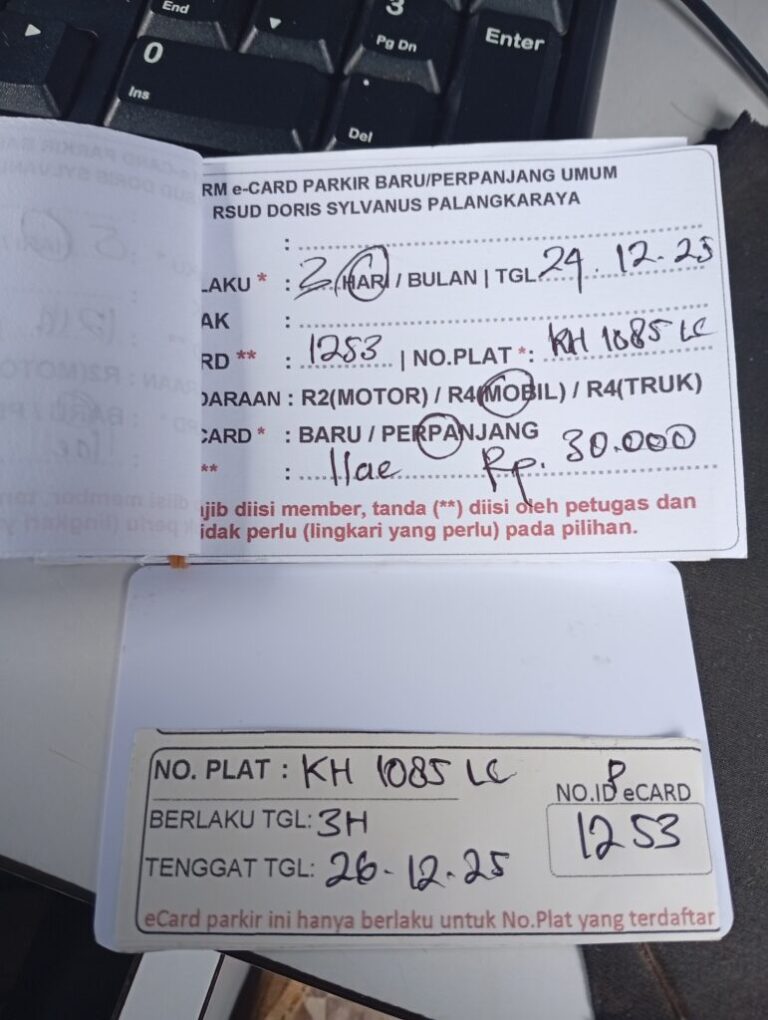 End
3
Pg Dn
Enter
0
Ins
.
Del
RM e-CARD PARKIR BARU/PERPANJANG UMUM
RSUD DORIS SYLVANUS PALANGKARAYA
:
LAKU * : 3 HARI / BULAN | TGL 24.12.25
AK :
RD ** : 1253 | NO.PLAT *: KH 1085 LC
DARAAN : R2(MOTOR) / R4(MOBIL) / R4(TRUK)
CARD * : BARU / PERPANJANG
** : Rp. 30.000
jib diisi member, tanda (**) diisi oleh petugas dan
idak perlu (lingkari yang perlu) pada pilihan.
NO. PLAT : KH 1085 LC
P
NO.ID eCARD
1253
BERLAKU TGL: 3H
TENGGAT TGL: 26-12.25
eCard parkir ini hanya berlaku untuk No.Plat yang terdaftar